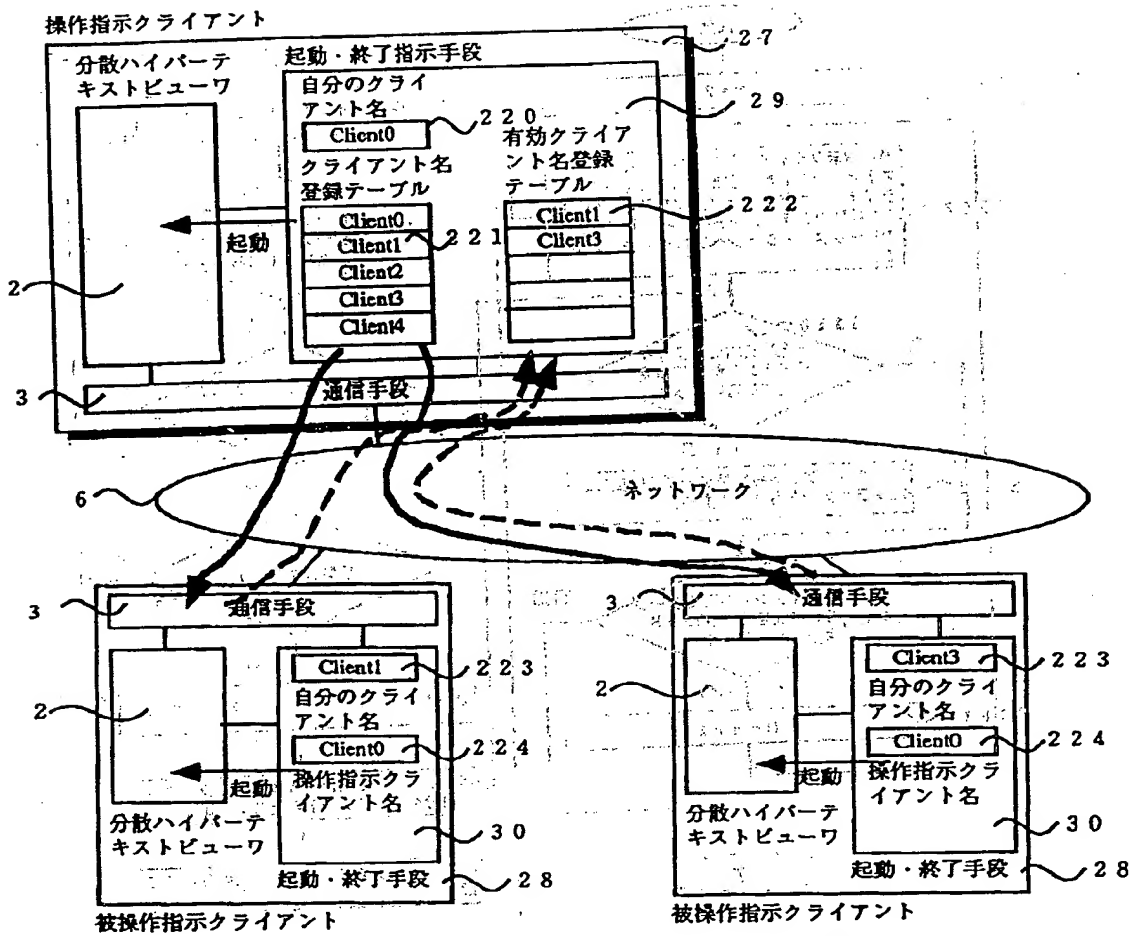 操作指示クライアント
27
分散ハイパーテ
キストビューワ
起動・終了指示手段
自分のクライ
アント名
29
220
Client0
有効クライア
ント名登録
テーブル
クライアント名
登録テーブル
222
Client0
Client1
Client2
Client3
Client4
221
Client1
Client3
起動
2
3
通信手段
6
ネットワーク
3
通信手段
2
Client1
223
自分のクライ
アント名
Client0
224
起動
操作指示クラ
イアント名
分散ハイパーテ
キストビューワ
30
起動・終了手段
28
被操作指示クライアント
3
通信手段
2
Client3
223
自分のクライ
アント名
Client0
224
起動
操作指示クラ
イアント名
分散ハイパーテ
キストビューワ
30
起動・終了手段
28
被操作指示クライアント